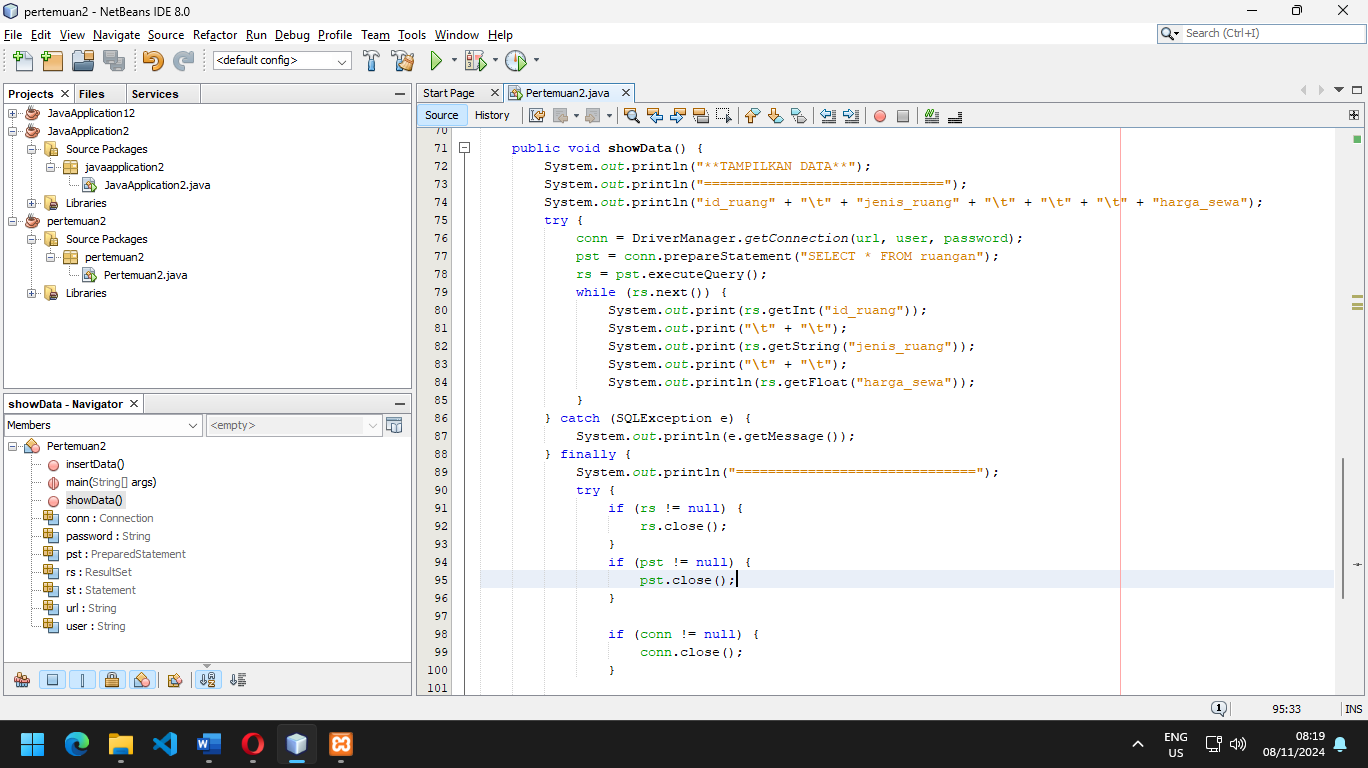 pertemuan2 - NetBeans IDE 8.0
File Edit View Navigate Source Refactor Run Debug Profile Team Tools Window Help
Search (Ctrl+I)
<default config>
Projects Files Services
JavaApplication12
JavaApplication2
Source Packages
javaapplication2
JavaApplication2.java
Libraries
pertemuan2
Source Packages
pertemuan2
Pertemuan2.java
Libraries
showData - Navigator
Members <empty>
Pertemuan2
insertData()
main(String[] args)
showData()
conn : Connection
password : String
pst : PreparedStatement
rs : ResultSet
st : Statement
url : String
user : String
Start Page Pertemuan2.java
Source History
70
71 public void showData() {
72 System.out.println("**TAMPILKAN DATA**");
73 System.out.println("==============================");
74 System.out.println("id_ruang" + "\t" + "jenis_ruang" + "\t" + "\t" + "\t" + "harga_sewa");
75 try {
76 conn = DriverManager.getConnection(url, user, password);
77 pst = conn.prepareStatement("SELECT * FROM ruangan");
78 rs = pst.executeQuery();
79 while (rs.next()) {
80 System.out.print(rs.getInt("id_ruang"));
81 System.out.print("\t" + "\t");
82 System.out.print(rs.getString("jenis_ruang"));
83 System.out.print("\t" + "\t");
84 System.out.println(rs.getFloat("harga_sewa"));
85 }
86 } catch (SQLException e) {
87 System.out.println(e.getMessage());
88 } finally {
89 System.out.println("==============================");
90 try {
91 if (rs != null) {
92 rs.close();
93 }
94 if (pst != null) {
95 pst.close();
96 }
97
98 if (conn != null) {
99 conn.close();
100 }
101
1 95:33 INS
ENG US 08:19 08/11/2024